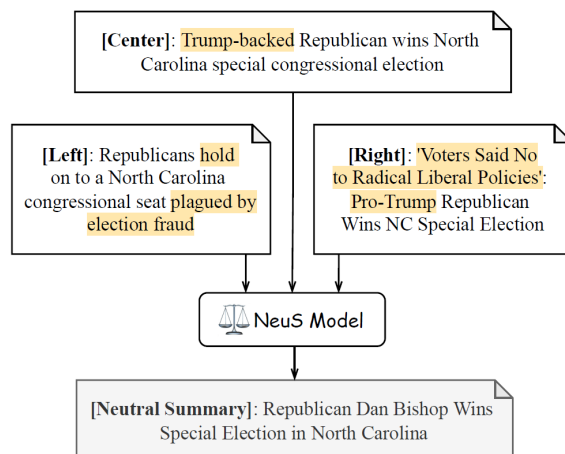 [Center]: Trump-backed Republican wins North
Carolina special congressional election
[Left]: Republicans hold
on to a North Carolina
congressional seat plagued by
election fraud
[Right]: 'Voters Said No
to Radical Liberal Policies':
Pro-Trump Republican
Wins NC Special Election
NeuS Model
[Neutral Summary]: Republican Dan Bishop Wins
Special Election in North Carolina